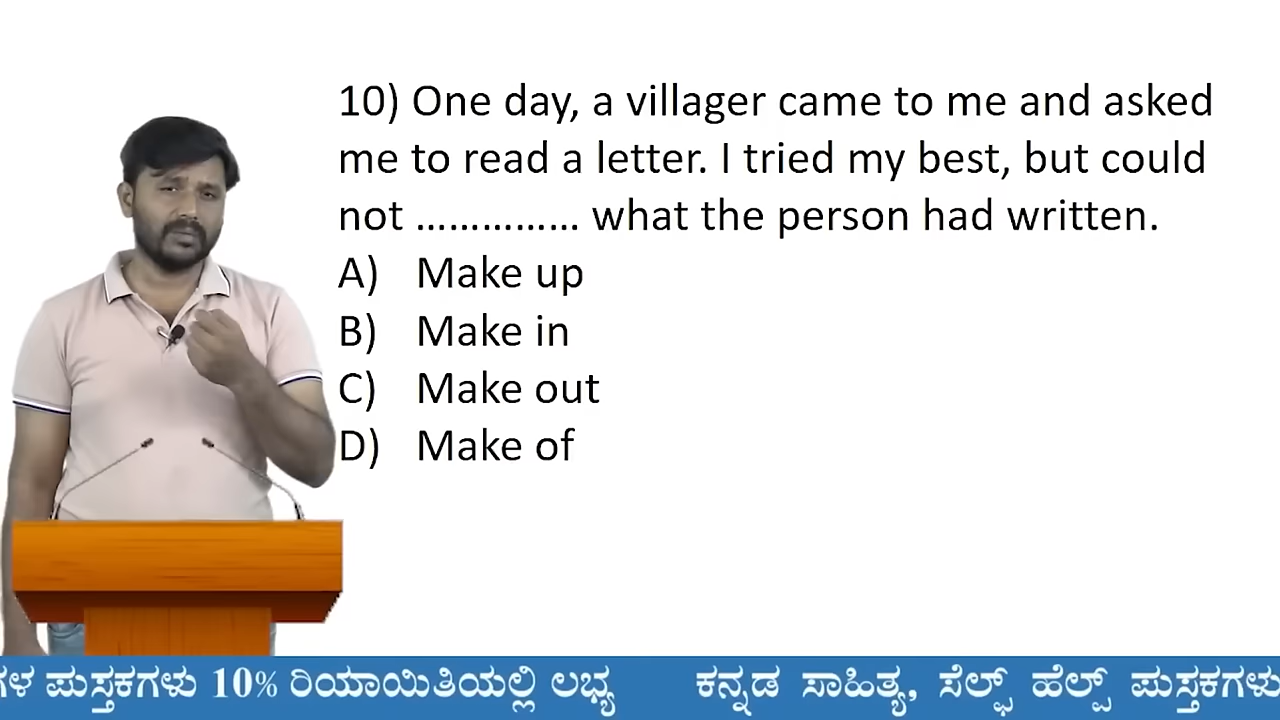 10) One day, a villager came to me and asked
me to read a letter. I tried my best, but could
not …………… what the person had written.
A) Make up
B) Make in
C) Make out
D) Make of
ಪುಸ್ತಕಗಳು 10% ರಿಯಾಯಿತಿಯಲ್ಲಿ ಲಭ್ಯ ಕನ್ನಡ ಸಾಹಿತ್ಯ, ಸೆಲ್ಫ್ ಹೆಲ್ಪ್ ಪುಸ್ತಕಗಳು